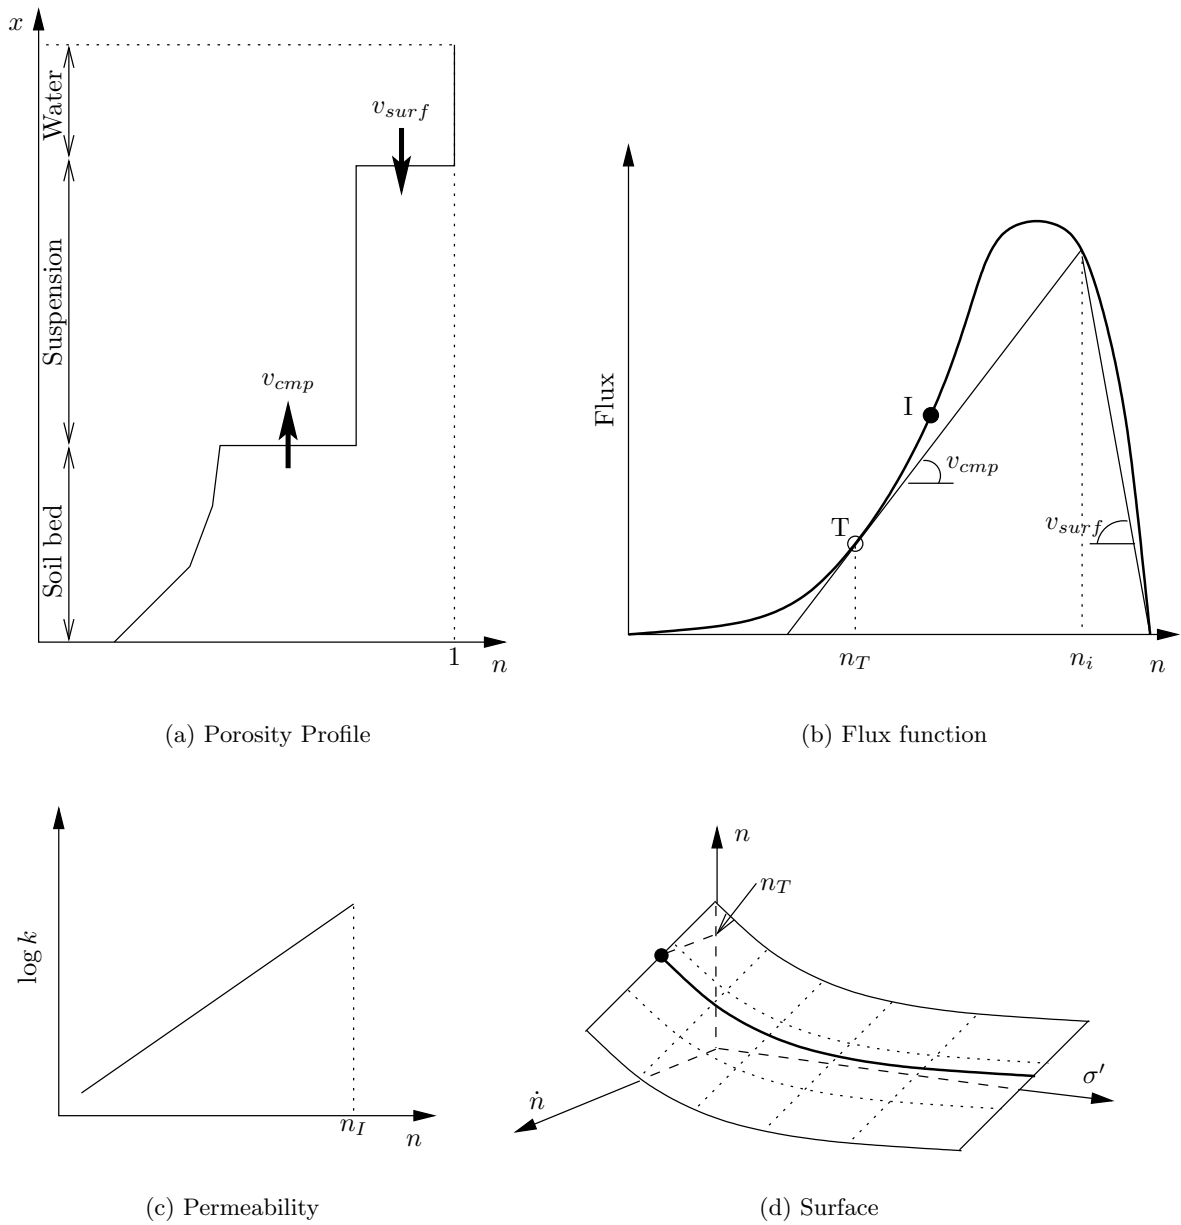 x
Water
v_surf
Suspension
v_cmp
Soil bed
1
n
(a) Porosity Profile
Flux
I
v_cmp
T
v_surf
n_T
n_i
n
(b) Flux function
log k
n_I
n
(c) Permeability
n
n_T
σ′
ṅ
(d) Surface